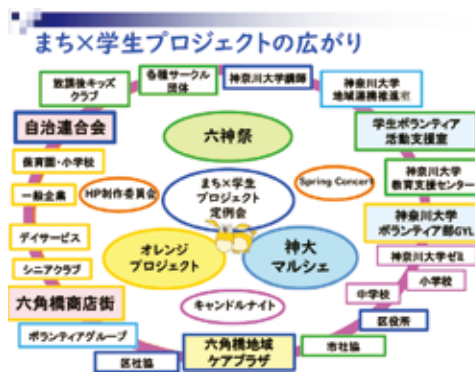 まち×学生プロジェクトの広がり
放課後キッズ
クラブ
各種サークル
団体
神奈川大学講師
神奈川大学
地域連携推進室
自治連合会
六神祭
学生ボランティア
活動支援室
保育園・小学校
一般企業
HP制作委員会
まち×学生
プロジェクト
定例会
Spring Concert
神奈川大学
教育支援センター
デイサービス
オレンジ
プロジェクト
神大
マルシェ
神奈川大学
ボランティア部GYL
シニアクラブ
神奈川大学ゼミ
小学校
六角橋商店街
キャンドルナイト
中学校
ボランティアグループ
区役所
区社協
六角橋地域
ケアプラザ
市社協